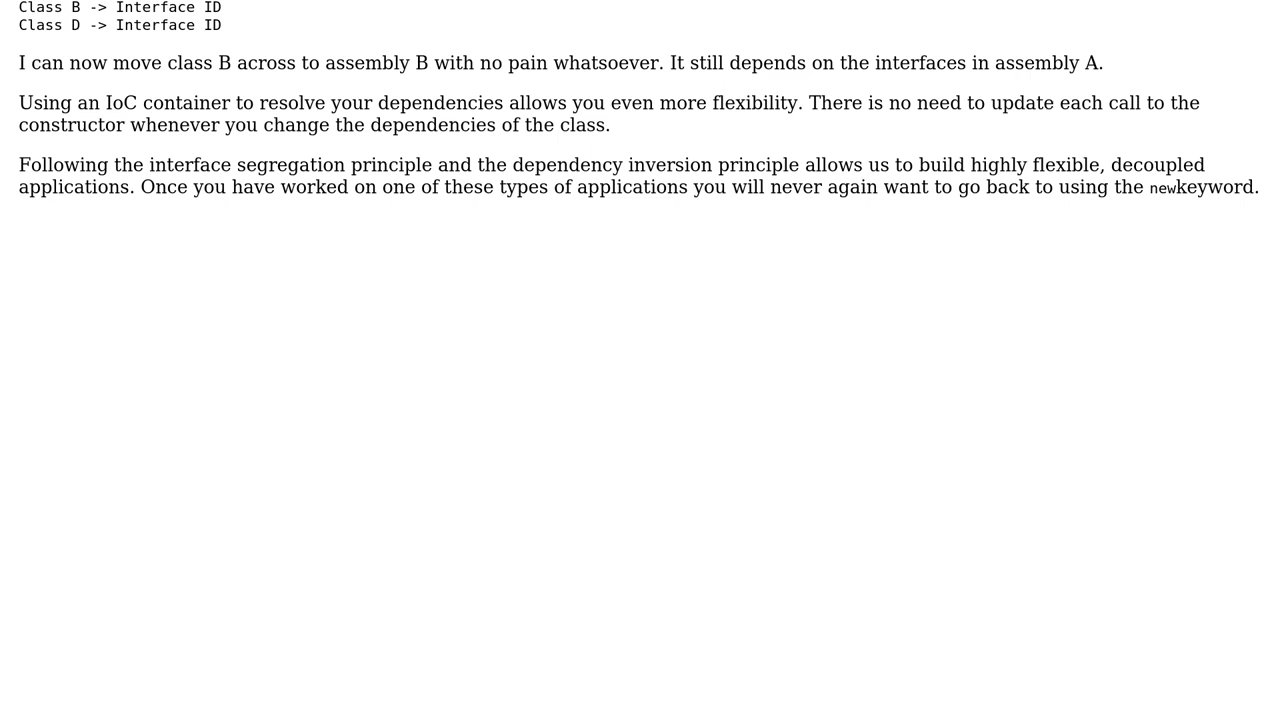 Class B -> Interface ID
Class D -> Interface ID
I can now move class B across to assembly B with no pain whatsoever. It still depends on the interfaces in assembly A.
Using an IoC container to resolve your dependencies allows you even more flexibility. There is no need to update each call to the
constructor whenever you change the dependencies of the class.
Following the interface segregation principle and the dependency inversion principle allows us to build highly flexible, decoupled
applications. Once you have worked on one of these types of applications you will never again want to go back to using the newkeyword.